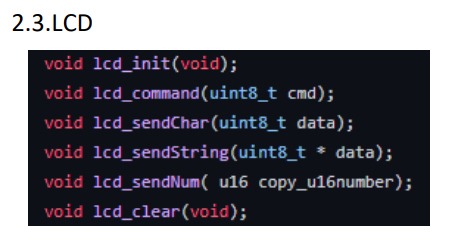 2.3.LCD
void lcd_init(void);
void lcd_command(uint8_t cmd);
void lcd_sendChar(uint8_t data);
void lcd_sendString(uint8_t * data);
void lcd_sendNum( u16 copy_u16number);
void lcd_clear(void);